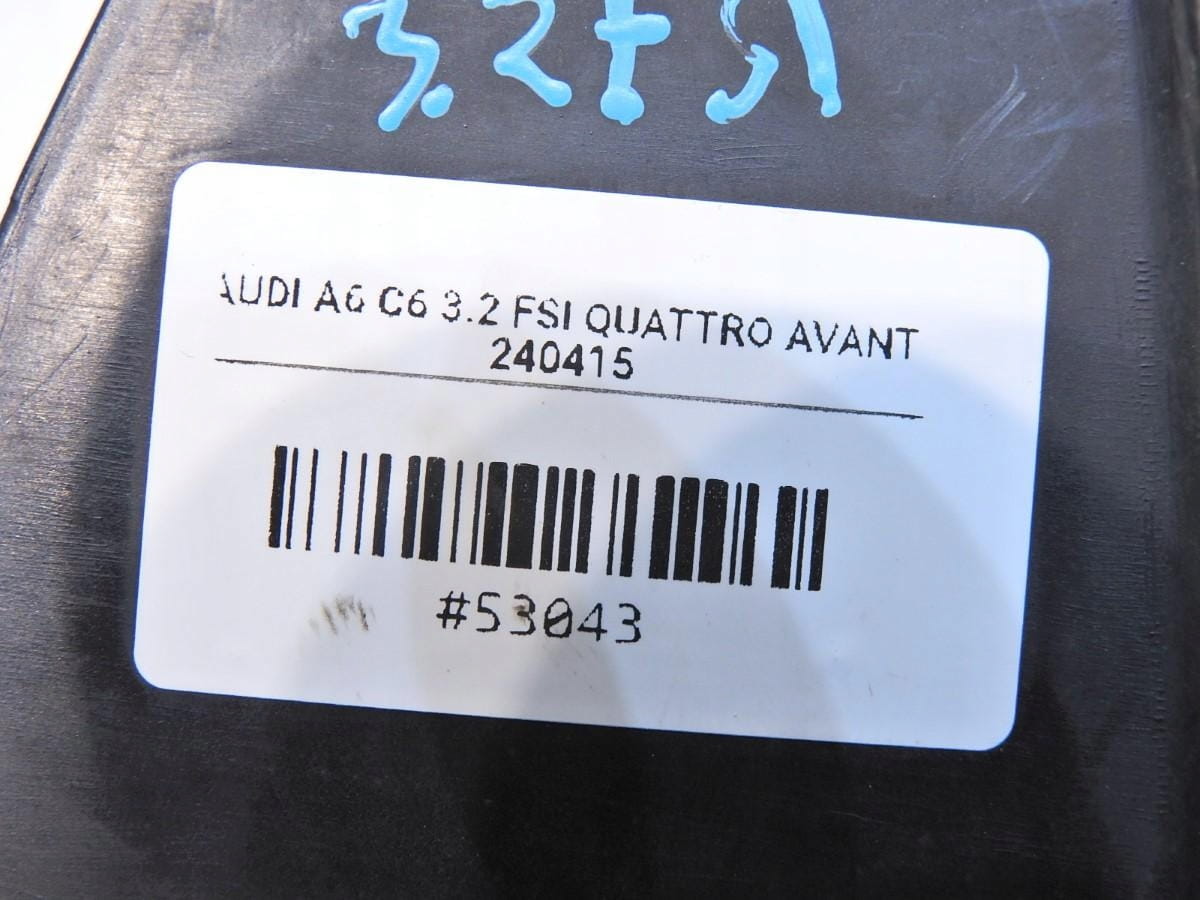 3.2FSI
AUDI A6 C6 3.2 FSI QUATTRO AVANT
240415
#53043